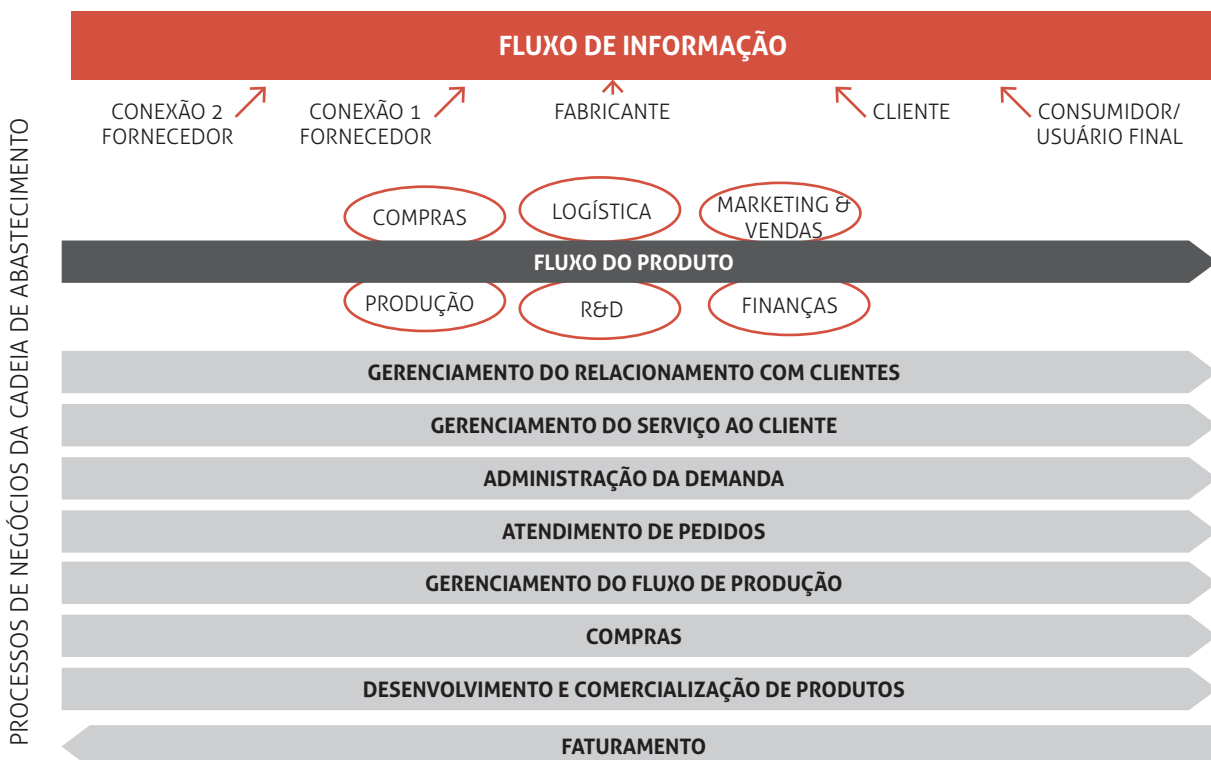 FLUXO DE INFORMAÇÃO
CONEXÃO 2
FORNECEDOR
CONEXÃO 1
FORNECEDOR
FABRICANTE
CLIENTE
CONSUMIDOR/
USUÁRIO FINAL
PROCESSOS DE NEGÓCIOS DA CADEIA DE ABASTECIMENTO
COMPRAS
LOGÍSTICA
MARKETING &
VENDAS
FLUXO DO PRODUTO
PRODUÇÃO
R&D
FINANÇAS
GERENCIAMENTO DO RELACIONAMENTO COM CLIENTES
GERENCIAMENTO DO SERVIÇO AO CLIENTE
ADMINISTRAÇÃO DA DEMANDA
ATENDIMENTO DE PEDIDOS
GERENCIAMENTO DO FLUXO DE PRODUÇÃO
COMPRAS
DESENVOLVIMENTO E COMERCIALIZAÇÃO DE PRODUTOS
FATURAMENTO